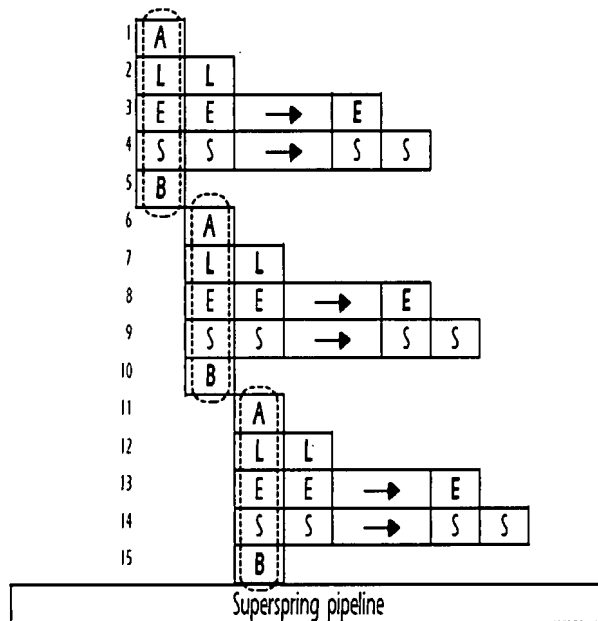 1 A
2 L L
3 E E → E
4 S S → S S
5 B
6 A
7 L L
8 E E → E
9 S S → S S
10 B
11 A
12 L L
13 E E → E
14 S S → S S
15 B
Superspring pipeline